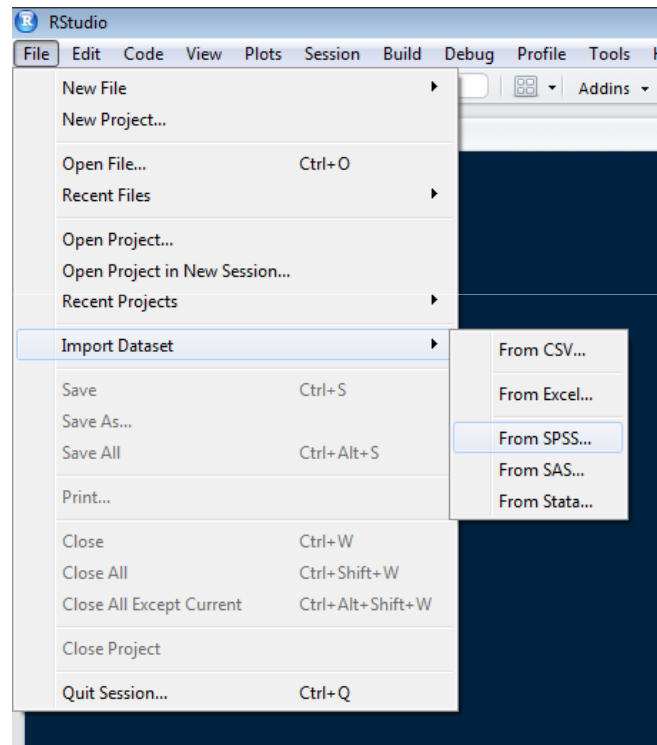 R RStudio
File Edit Code View Plots Session Build Debug Profile Tools
New File
Addins
New Project...
Open File... Ctrl+O
Recent Files
Open Project...
Open Project in New Session...
Recent Projects
Import Dataset
From CSV...
Save Ctrl+S
From Excel...
Save As...
From SPSS...
Save All Ctrl+Alt+S
From SAS...
Print...
From Stata...
Close Ctrl+W
Close All Ctrl+Shift+W
Close All Except Current Ctrl+Alt+Shift+W
Close Project
Quit Session... Ctrl+Q